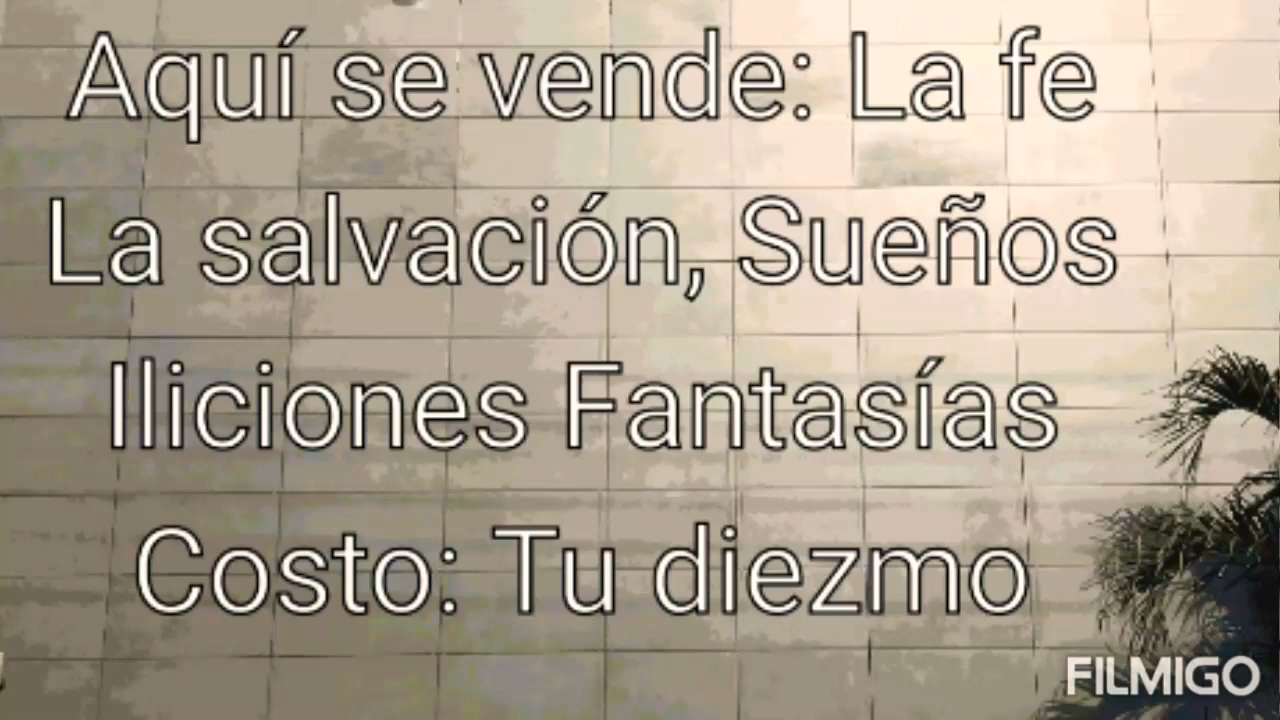 Aquí se vende: La fe
La salvación, Sueños
Iliciones Fantasías
Costo: Tu diezmo
FILMIGO